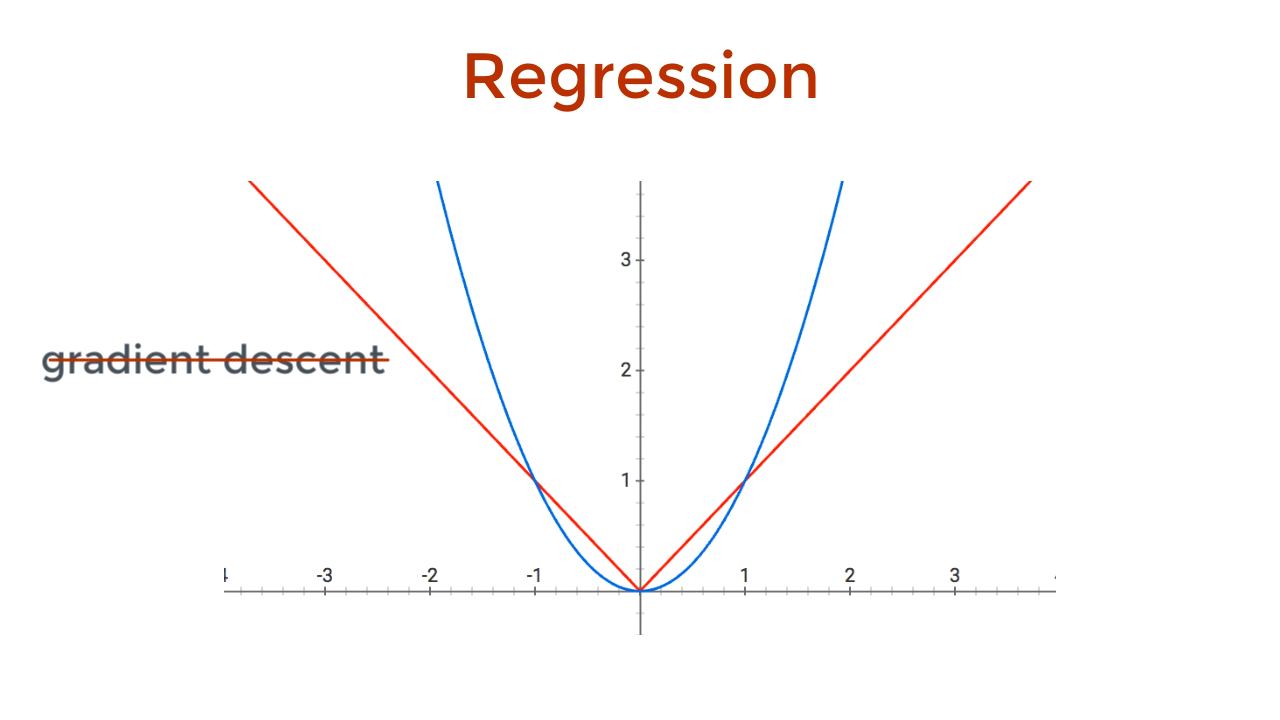 Regression
3
gradient descent
2
1
-3 -2 -1 1 2 3